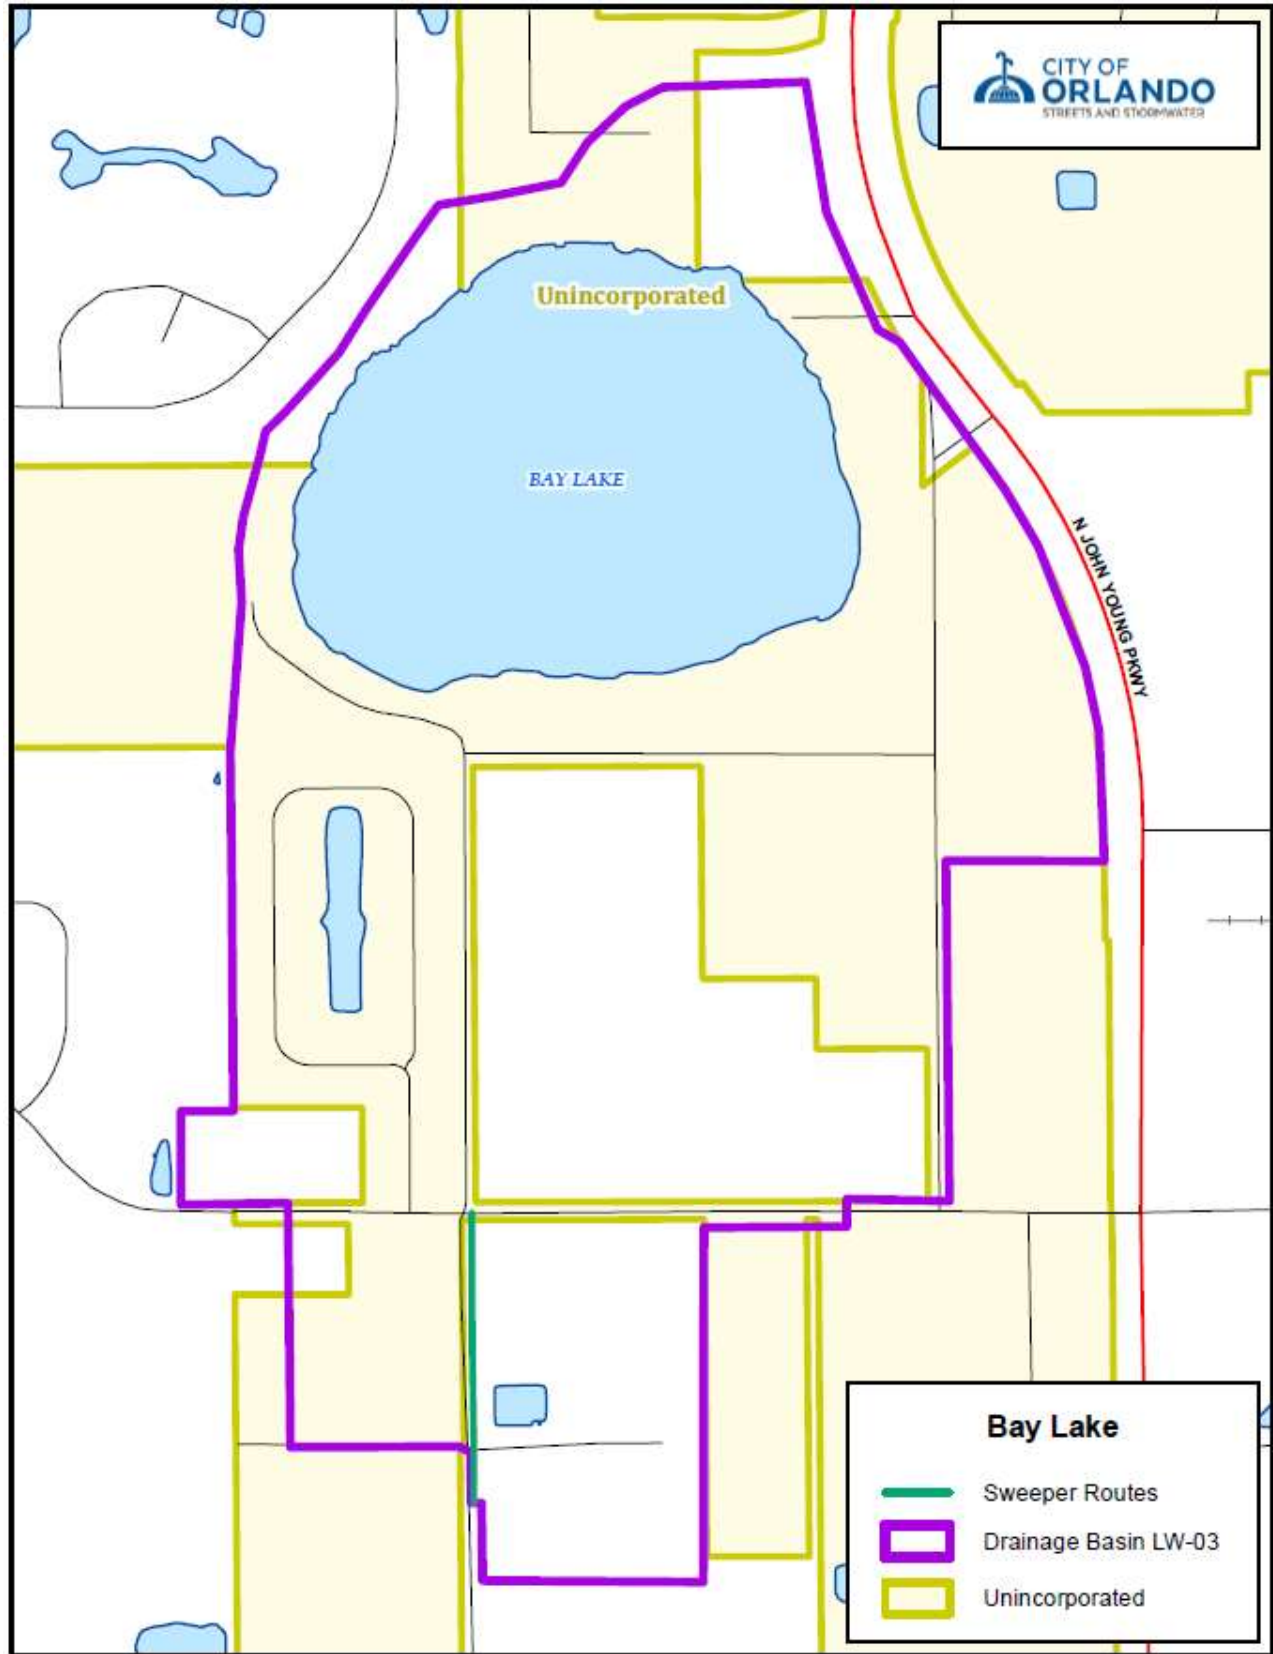 CITY OF
ORLANDO
STREETS AND STORMWATER
Unincorporated
BAY LAKE
N JOHN YOUNG PKWY
Bay Lake
Sweeper Routes
Drainage Basin LW-03
Unincorporated